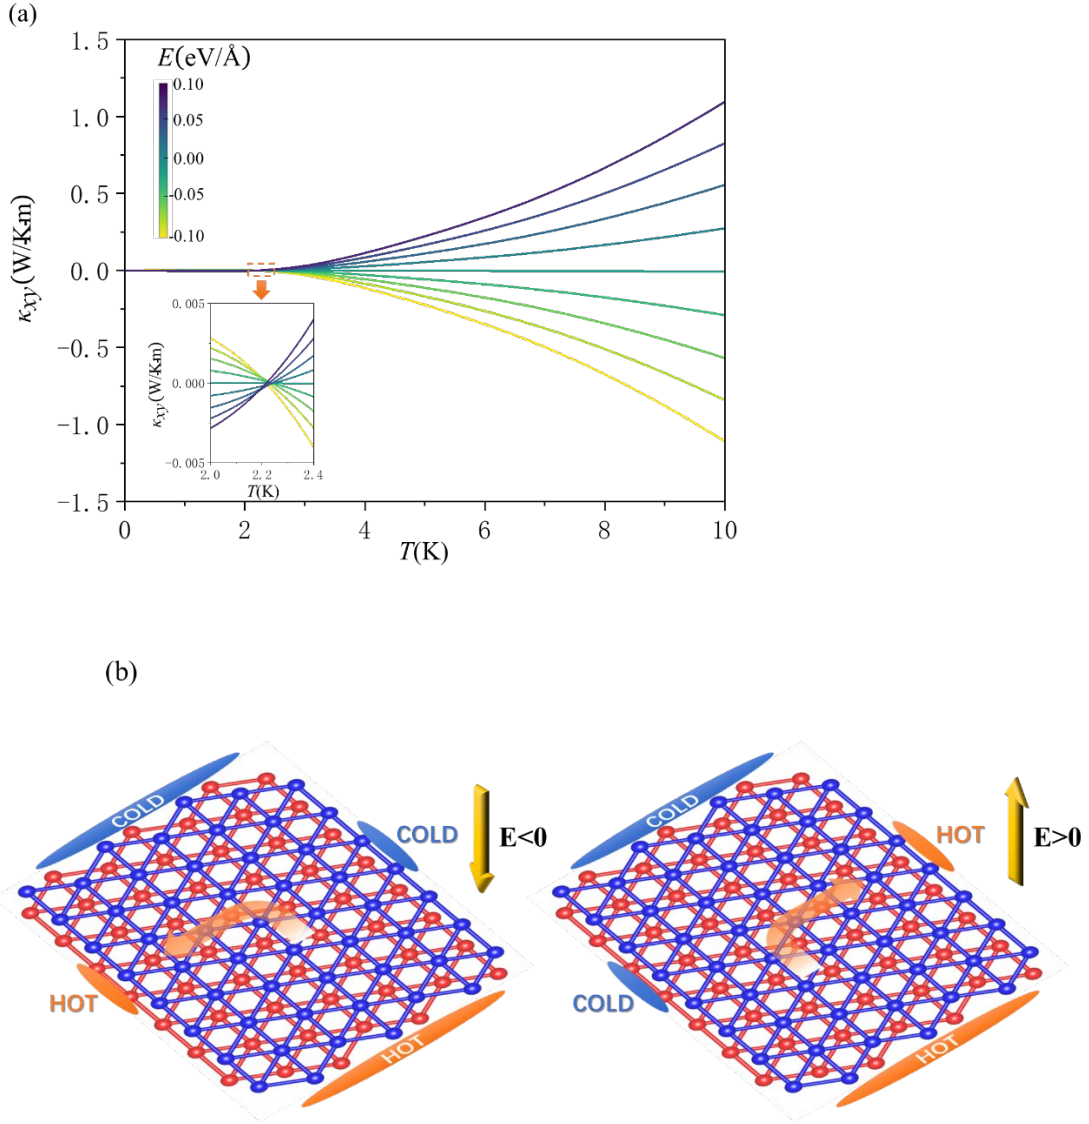 (a)
E(eV/Å)
0.10
0.05
0.00
-0.05
-0.10
1.5
1.0
0.5
0.0
−0.5
−1.0
−1.5
κxy(W/K·m)
0 2 4 6 8 10
T(K)
0.005
0.000
−0.005
κxy(W/K·m)
2.0 2.2 2.4
T(K)
(b)
COLD
COLD
E<0
HOT
HOT
COLD
HOT
E>0
COLD
HOT